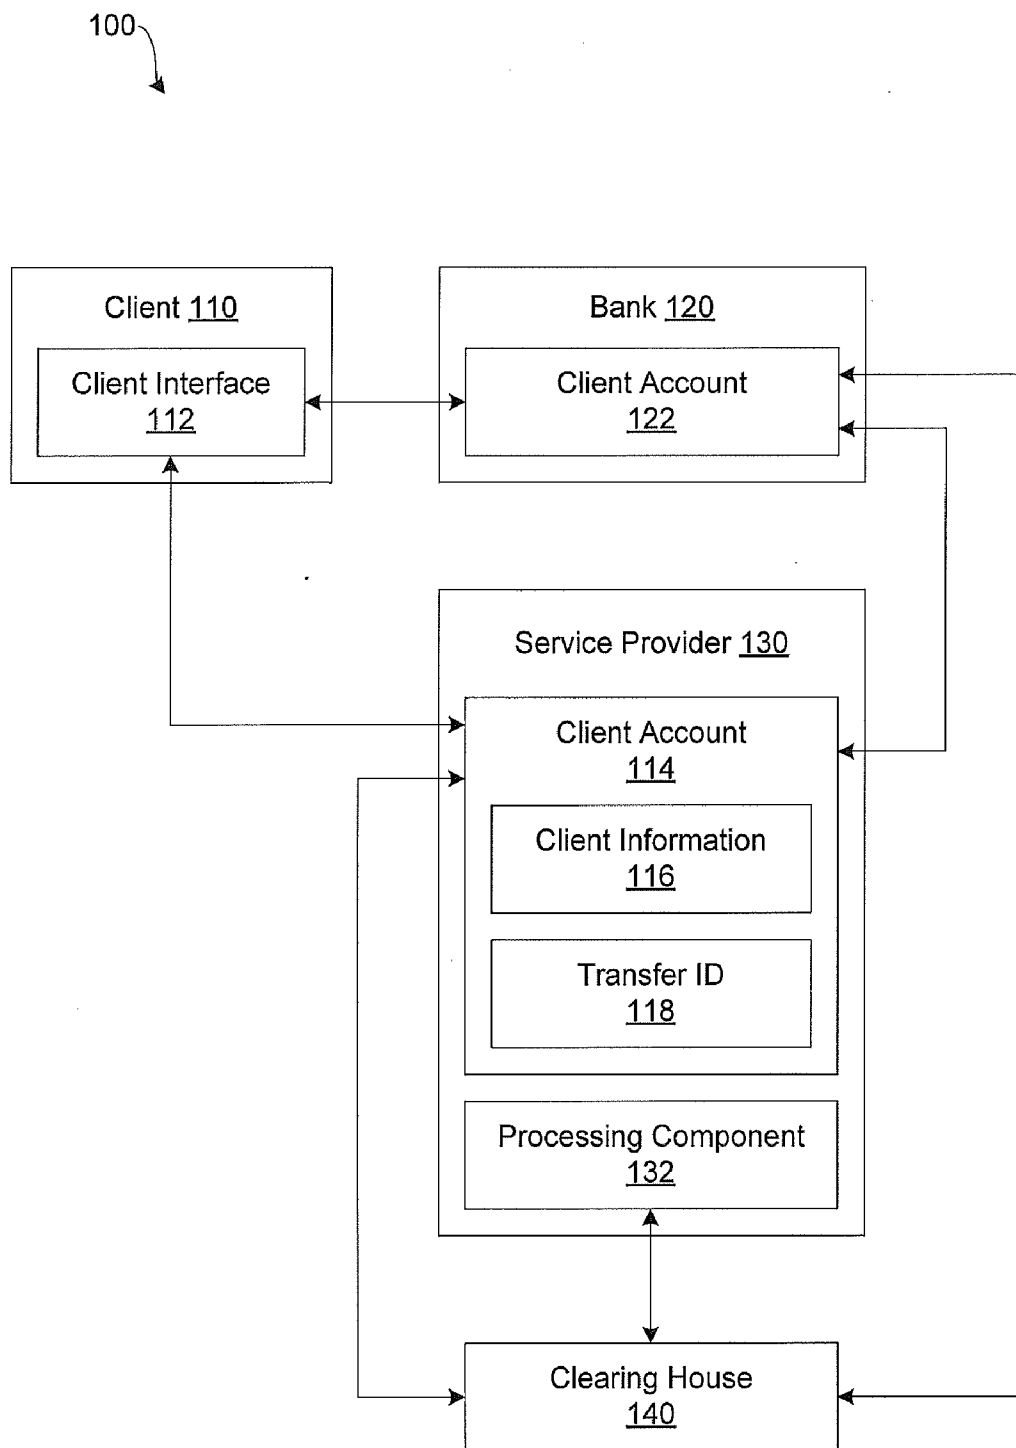 100
Client 110
Client Interface
112
Bank 120
Client Account
122
Service Provider 130
Client Account
114
Client Information
116
Transfer ID
118
Processing Component
132
Clearing House
140